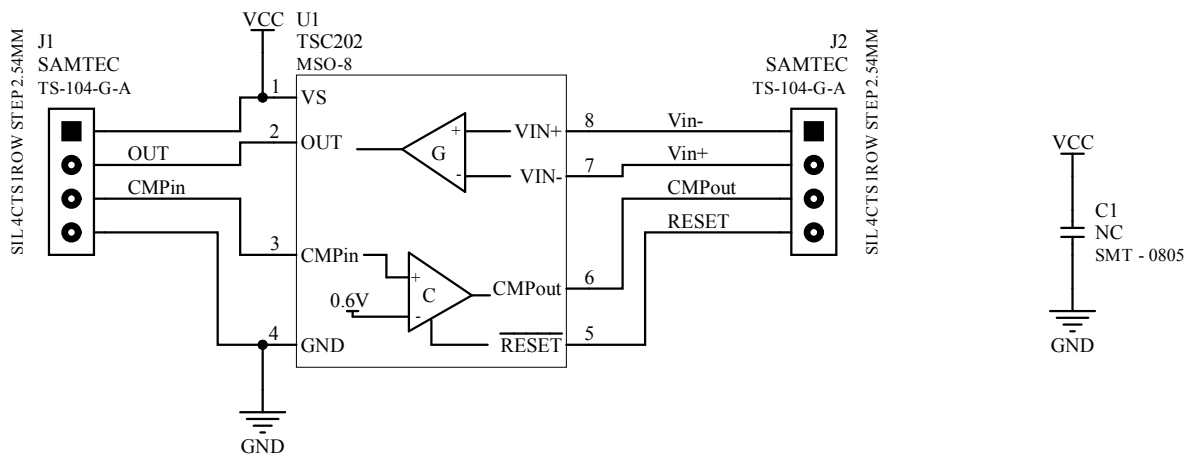 VCC
U1
TSC202
MSO-8
J1
SAMTEC
TS-104-G-A
SIL 4CTS 1ROW STEP 2.54MM
1
VS
2
OUT
OUT
CMPin
3
CMPin
0.6V
4
GND
GND
+
G
-
VIN+
8
Vin-
VIN-
7
Vin+
CMPout
RESET
+
C
-
CMPout
6
RESET
5
J2
SAMTEC
TS-104-G-A
SIL 4CTS 1ROW STEP 2.54MM
VCC
C1
NC
SMT - 0805
GND